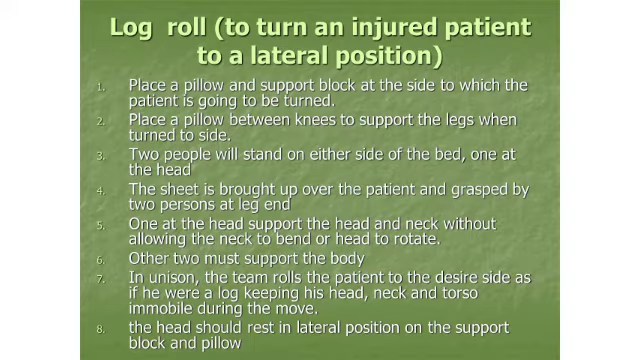 Log roll (to turn an injured patient
to a lateral position)
1. Place a pillow and support block at the side to which the
patient is going to be turned.
2. Place a pillow between knees to support the legs when
turned to side.
3. Two people will stand on either side of the bed, one at
the head
4. The sheet is brought up over the patient and grasped by
two persons at leg end
5. One at the head support the head and neck without
allowing the neck to bend or head to rotate.
6. Other two must support the body
7. In unison, the team rolls the patient to the desire side as
if he were a log keeping his head, neck and torso
immobile during the move.
8. the head should rest in lateral position on the support
block and pillow